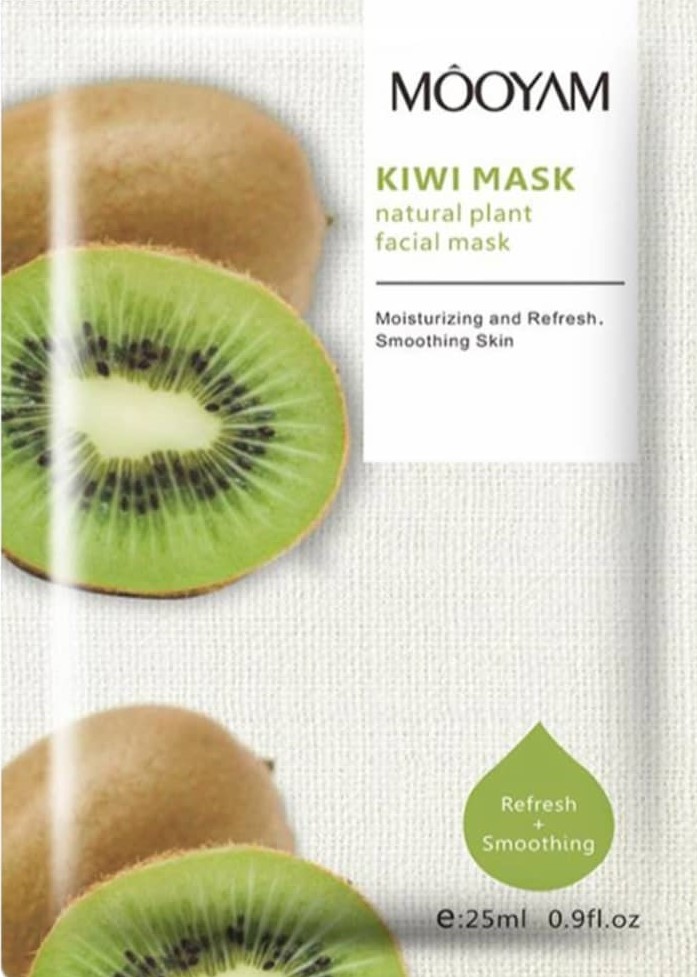 MÔOYAM
KIWI MASK
natural plant
facial mask
Moisturizing and Refresh.
Smoothing Skin
Refresh
+
Smoothing
e:25ml 0.9fl.oz